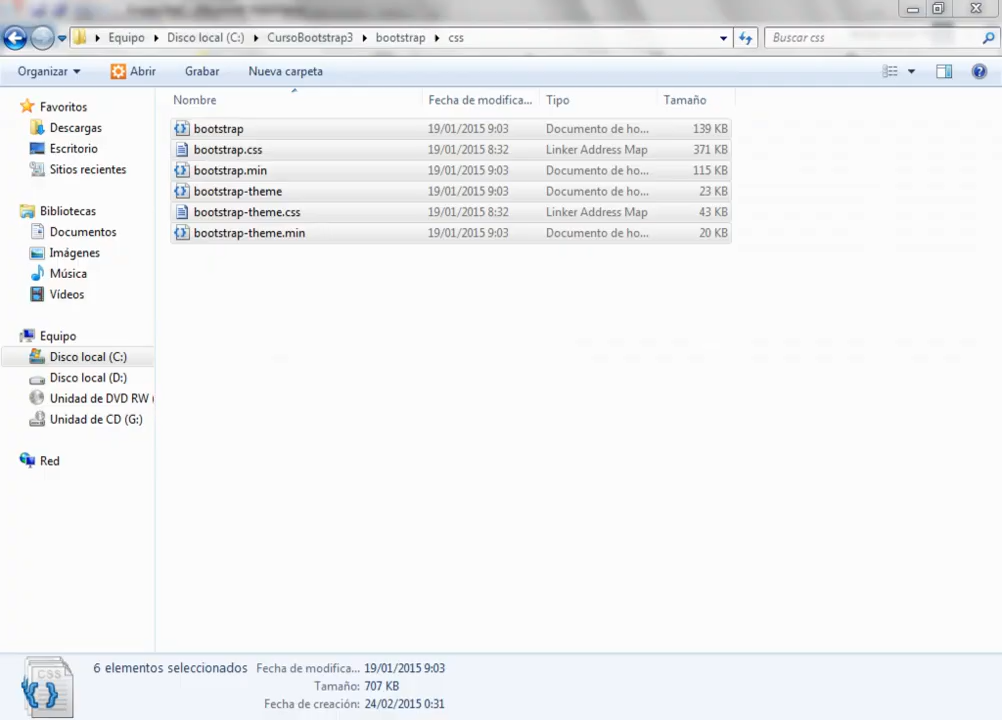 Equipo Disco local (C:) CursoBootstrap3 bootstrap css Buscar css
Organizar Abrir Grabar Nueva carpeta
Nombre Fecha de modifica... Tipo Tamaño
bootstrap 19/01/2015 9:03 Documento de ho... 139 KB
bootstrap.css 19/01/2015 8:32 Linker Address Map 371 KB
bootstrap.min 19/01/2015 9:03 Documento de ho... 115 KB
bootstrap-theme 19/01/2015 9:03 Documento de ho... 23 KB
bootstrap-theme.css 19/01/2015 8:32 Linker Address Map 43 KB
bootstrap-theme.min 19/01/2015 9:03 Documento de ho... 20 KB
Favoritos
Descargas
Escritorio
Sitios recientes
Bibliotecas
Documentos
Imágenes
Música
Vídeos
Equipo
Disco local (C:)
Disco local (D:)
Unidad de DVD RW (
Unidad de CD (G:)
Red
CSS
6 elementos seleccionados Fecha de modifica... 19/01/2015 9:03
Tamaño: 707 KB
Fecha de creación: 24/02/2015 0:31